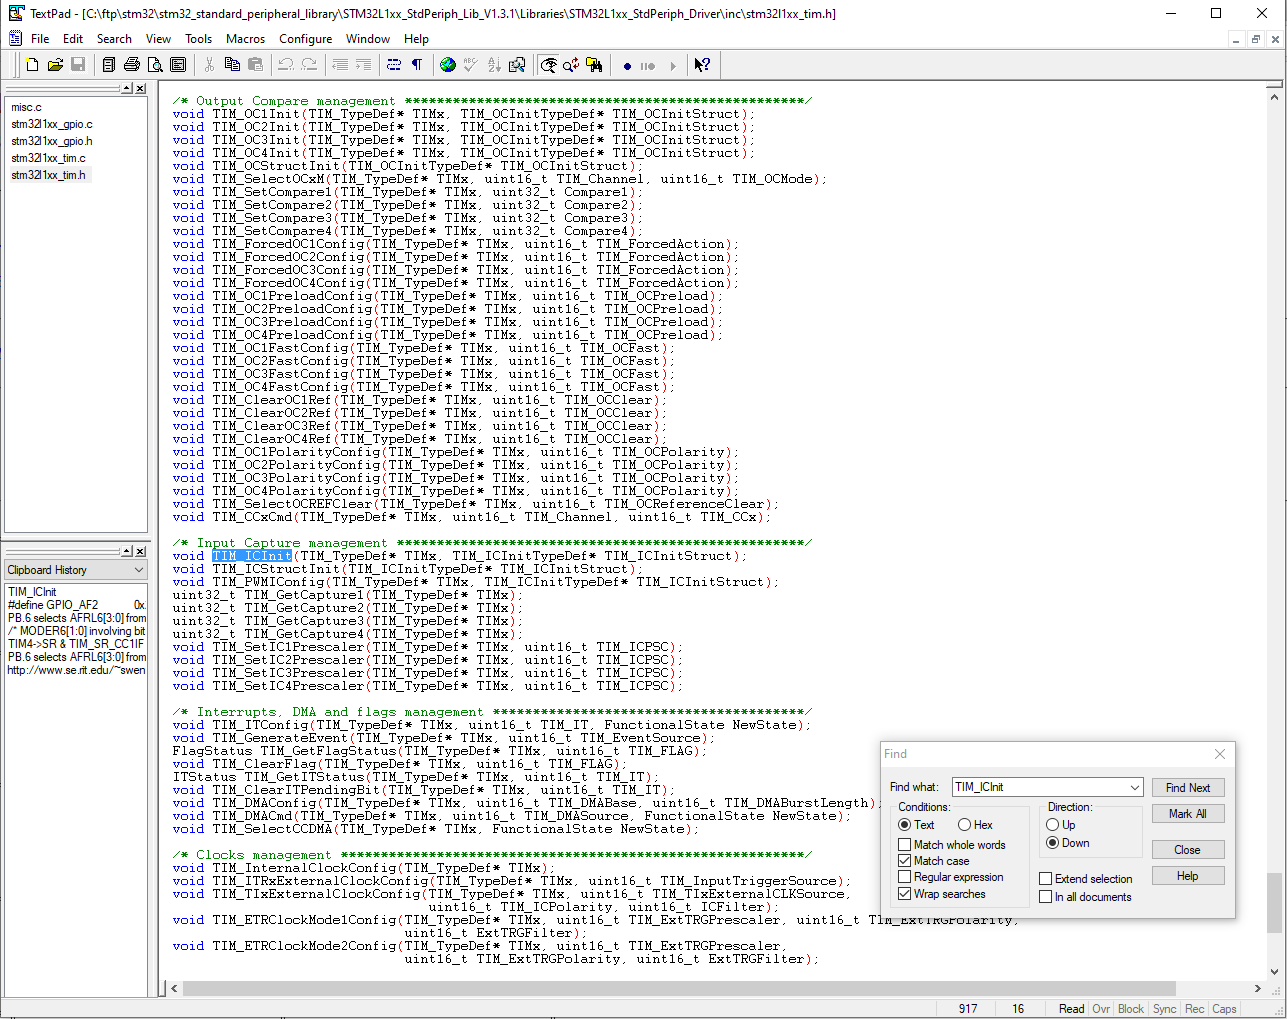 TextPad - [C:\ftp\stm32\stm32_standard_peripheral_library\STM32L1xx_StdPeriph_Lib_V1.3.1\Libraries\STM32L1xx_StdPeriph_Driver\inc\stm32l1xx_tim.h]
File Edit Search View Tools Macros Configure Window Help
misc.c
stm32l1xx_gpio.c
stm32l1xx_gpio.h
stm32l1xx_tim.c
stm32l1xx_tim.h
Clipboard History
TIM_ICInit
#define GPIO_AF2 0x.
PB.6 selects AFRL6[3:0] from
/* MODER6[1:0] involving bit
TIM4->SR & TIM_SR_CC1IF
PB.6 selects AFRL6[3:0] from
http://www.se.rit.edu/~swen
/* Output Compare management **************************************************/
void TIM_OC1Init(TIM_TypeDef* TIMx, TIM_OCInitTypeDef* TIM_OCInitStruct);
void TIM_OC2Init(TIM_TypeDef* TIMx, TIM_OCInitTypeDef* TIM_OCInitStruct);
void TIM_OC3Init(TIM_TypeDef* TIMx, TIM_OCInitTypeDef* TIM_OCInitStruct);
void TIM_OC4Init(TIM_TypeDef* TIMx, TIM_OCInitTypeDef* TIM_OCInitStruct);
void TIM_OCStructInit(TIM_OCInitTypeDef* TIM_OCInitStruct);
void TIM_SelectOCxM(TIM_TypeDef* TIMx, uint16_t TIM_Channel, uint16_t TIM_OCMode);
void TIM_SetCompare1(TIM_TypeDef* TIMx, uint32_t Compare1);
void TIM_SetCompare2(TIM_TypeDef* TIMx, uint32_t Compare2);
void TIM_SetCompare3(TIM_TypeDef* TIMx, uint32_t Compare3);
void TIM_SetCompare4(TIM_TypeDef* TIMx, uint32_t Compare4);
void TIM_ForcedOC1Config(TIM_TypeDef* TIMx, uint16_t TIM_ForcedAction);
void TIM_ForcedOC2Config(TIM_TypeDef* TIMx, uint16_t TIM_ForcedAction);
void TIM_ForcedOC3Config(TIM_TypeDef* TIMx, uint16_t TIM_ForcedAction);
void TIM_ForcedOC4Config(TIM_TypeDef* TIMx, uint16_t TIM_ForcedAction);
void TIM_OC1PreloadConfig(TIM_TypeDef* TIMx, uint16_t TIM_OCPreload);
void TIM_OC2PreloadConfig(TIM_TypeDef* TIMx, uint16_t TIM_OCPreload);
void TIM_OC3PreloadConfig(TIM_TypeDef* TIMx, uint16_t TIM_OCPreload);
void TIM_OC4PreloadConfig(TIM_TypeDef* TIMx, uint16_t TIM_OCPreload);
void TIM_OC1FastConfig(TIM_TypeDef* TIMx, uint16_t TIM_OCFast);
void TIM_OC2FastConfig(TIM_TypeDef* TIMx, uint16_t TIM_OCFast);
void TIM_OC3FastConfig(TIM_TypeDef* TIMx, uint16_t TIM_OCFast);
void TIM_OC4FastConfig(TIM_TypeDef* TIMx, uint16_t TIM_OCFast);
void TIM_ClearOC1Ref(TIM_TypeDef* TIMx, uint16_t TIM_OCClear);
void TIM_ClearOC2Ref(TIM_TypeDef* TIMx, uint16_t TIM_OCClear);
void TIM_ClearOC3Ref(TIM_TypeDef* TIMx, uint16_t TIM_OCClear);
void TIM_ClearOC4Ref(TIM_TypeDef* TIMx, uint16_t TIM_OCClear);
void TIM_OC1PolarityConfig(TIM_TypeDef* TIMx, uint16_t TIM_OCPolarity);
void TIM_OC2PolarityConfig(TIM_TypeDef* TIMx, uint16_t TIM_OCPolarity);
void TIM_OC3PolarityConfig(TIM_TypeDef* TIMx, uint16_t TIM_OCPolarity);
void TIM_OC4PolarityConfig(TIM_TypeDef* TIMx, uint16_t TIM_OCPolarity);
void TIM_SelectOCREFClear(TIM_TypeDef* TIMx, uint16_t TIM_OCReferenceClear);
void TIM_CCxCmd(TIM_TypeDef* TIMx, uint16_t TIM_Channel, uint16_t TIM_CCx);
/* Input Capture management ***************************************************/
void TIM_ICInit(TIM_TypeDef* TIMx, TIM_ICInitTypeDef* TIM_ICInitStruct);
void TIM_ICStructInit(TIM_ICInitTypeDef* TIM_ICInitStruct);
void TIM_PWMIConfig(TIM_TypeDef* TIMx, TIM_ICInitTypeDef* TIM_ICInitStruct);
uint32_t TIM_GetCapture1(TIM_TypeDef* TIMx);
uint32_t TIM_GetCapture2(TIM_TypeDef* TIMx);
uint32_t TIM_GetCapture3(TIM_TypeDef* TIMx);
uint32_t TIM_GetCapture4(TIM_TypeDef* TIMx);
void TIM_SetIC1Prescaler(TIM_TypeDef* TIMx, uint16_t TIM_ICPSC);
void TIM_SetIC2Prescaler(TIM_TypeDef* TIMx, uint16_t TIM_ICPSC);
void TIM_SetIC3Prescaler(TIM_TypeDef* TIMx, uint16_t TIM_ICPSC);
void TIM_SetIC4Prescaler(TIM_TypeDef* TIMx, uint16_t TIM_ICPSC);
/* Interrupts, DMA and flags management ***************************************/
void TIM_ITConfig(TIM_TypeDef* TIMx, uint16_t TIM_IT, FunctionalState NewState);
void TIM_GenerateEvent(TIM_TypeDef* TIMx, uint16_t TIM_EventSource);
FlagStatus TIM_GetFlagStatus(TIM_TypeDef* TIMx, uint16_t TIM_FLAG);
void TIM_ClearFlag(TIM_TypeDef* TIMx, uint16_t TIM_FLAG);
ITStatus TIM_GetITStatus(TIM_TypeDef* TIMx, uint16_t TIM_IT);
void TIM_ClearITPendingBit(TIM_TypeDef* TIMx, uint16_t TIM_IT);
void TIM_DMAConfig(TIM_TypeDef* TIMx, uint16_t TIM_DMABase, uint16_t TIM_DMABurstLength);
void TIM_DMACmd(TIM_TypeDef* TIMx, uint16_t TIM_DMASource, FunctionalState NewState);
void TIM_SelectCCDMA(TIM_TypeDef* TIMx, FunctionalState NewState);
/* Clocks management **********************************************************/
void TIM_InternalClockConfig(TIM_TypeDef* TIMx);
void TIM_ITRxExternalClockConfig(TIM_TypeDef* TIMx, uint16_t TIM_InputTriggerSource);
void TIM_TIxExternalClockConfig(TIM_TypeDef* TIMx, uint16_t TIM_TIxExternalCLKSource,
uint16_t TIM_ICPolarity, uint16_t ICFilter);
void TIM_ETRClockMode1Config(TIM_TypeDef* TIMx, uint16_t TIM_ExtTRGPrescaler, uint16_t TIM_ExtTRGPolarity,
uint16_t ExtTRGFilter);
void TIM_ETRClockMode2Config(TIM_TypeDef* TIMx, uint16_t TIM_ExtTRGPrescaler,
uint16_t TIM_ExtTRGPolarity, uint16_t ExtTRGFilter);
Find
Find what: TIM_ICInit Find Next
Conditions: Direction: Mark All
Text Hex Up
Match whole words Down Close
Match case
Regular expression Extend selection Help
Wrap searches In all documents
917 16 Read Ovr Block Sync Rec Caps